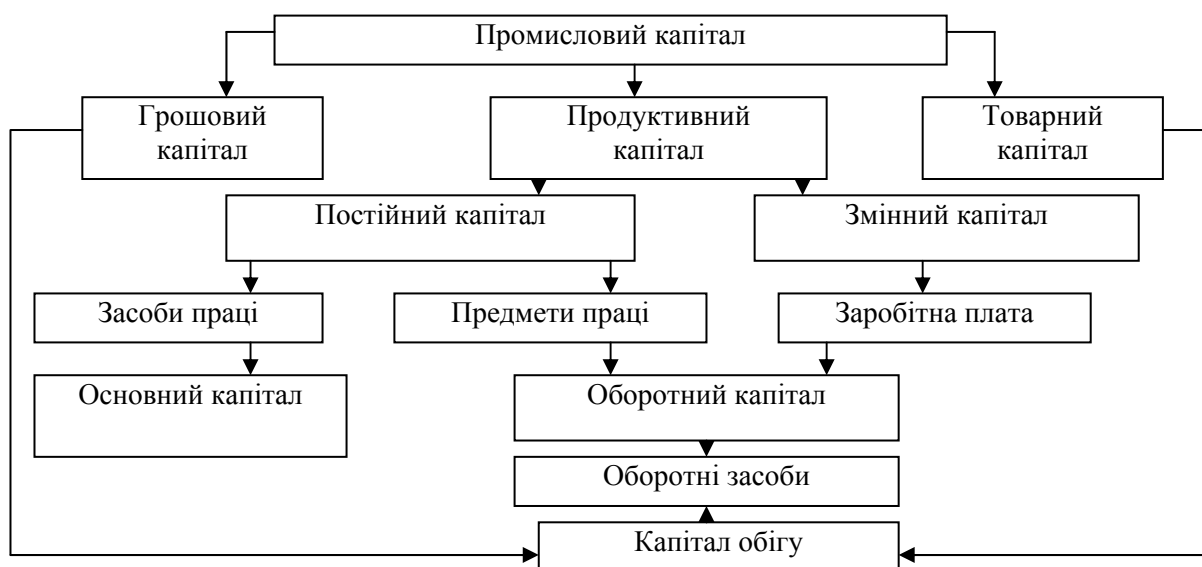 Промисловий капітал
Грошовий
капітал
Продуктивний
капітал
Товарний
капітал
Постійний капітал
Змінний капітал
Засоби праці
Предмети праці
Заробітна плата
Основний капітал
Оборотний капітал
Оборотні засоби
Капітал обігу